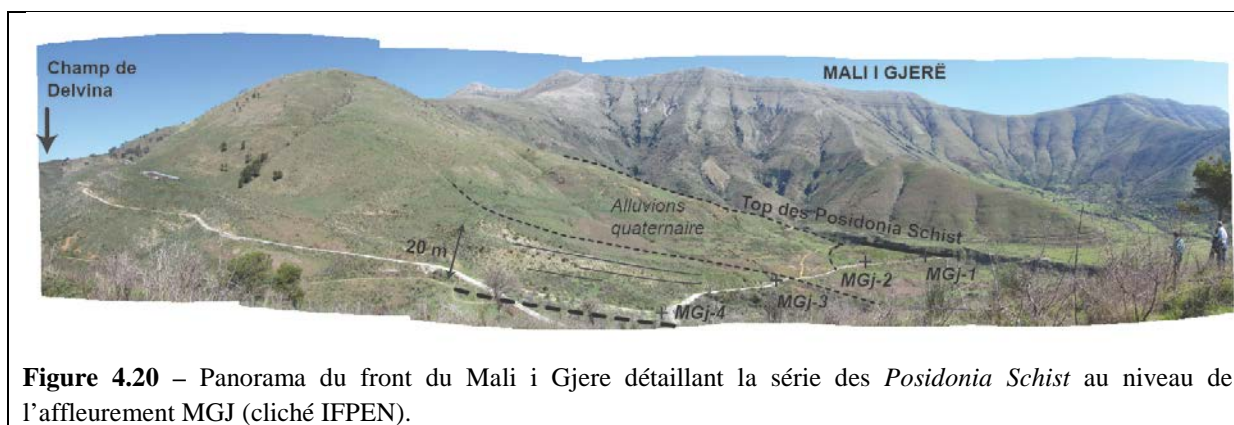 Champ de
Delvina
MALI I GJERË
Alluvions
quaternaire
Top des Posidonia Schist
20 m
MGj-1
MGj-2
MGj-3
MGj-4
Figure 4.20 – Panorama du front du Mali i Gjere détaillant la série des Posidonia Schist au niveau de
l’affleurement MGJ (cliché IFPEN).